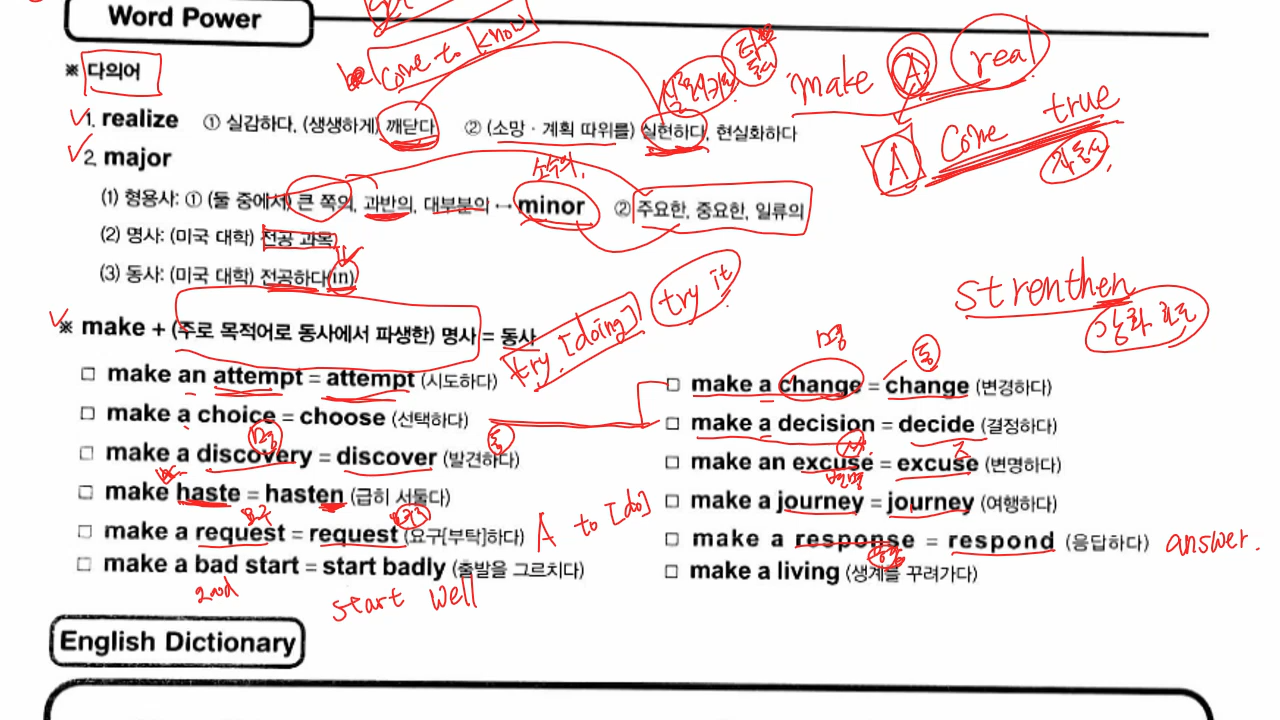 Word Power
come to know
※ 다의어
make A real
A come true
자동사
1. realize ① 실감하다, (생생하게) 깨닫다 ② (소망·계획 따위를) 실현하다, 현실화하다
2. major
소수의,
(1) 형용사: ① (둘 중에서) 큰 쪽의, 과반의, 대부분의 ↔ minor ② 주요한, 중요한, 일류의
(2) 명사: (미국 대학) 전공 과목
(3) 동사: (미국 대학) 전공하다(in)
try it
strenthen
※ make + (주로 목적어로 동사에서 파생한) 명사 = 동사
try [doing]
명
동
□ make an attempt = attempt (시도하다)
□ make a change = change (변경하다)
□ make a choice = choose (선택하다)
□ make a decision = decide (결정하다)
명
동
□ make a discovery = discover (발견하다)
□ make an excuse = excuse (변명하다)
변명
□ make haste = hasten (급히 서둘다)
□ make a journey = journey (여행하다)
요구
A to [do]
□ make a request = request (요구[부탁]하다)
□ make a response = respond (응답하다) answer.
□ make a bad start = start badly (출발을 그르치다)
□ make a living (생계를 꾸려가다)
good
start well
English Dictionary